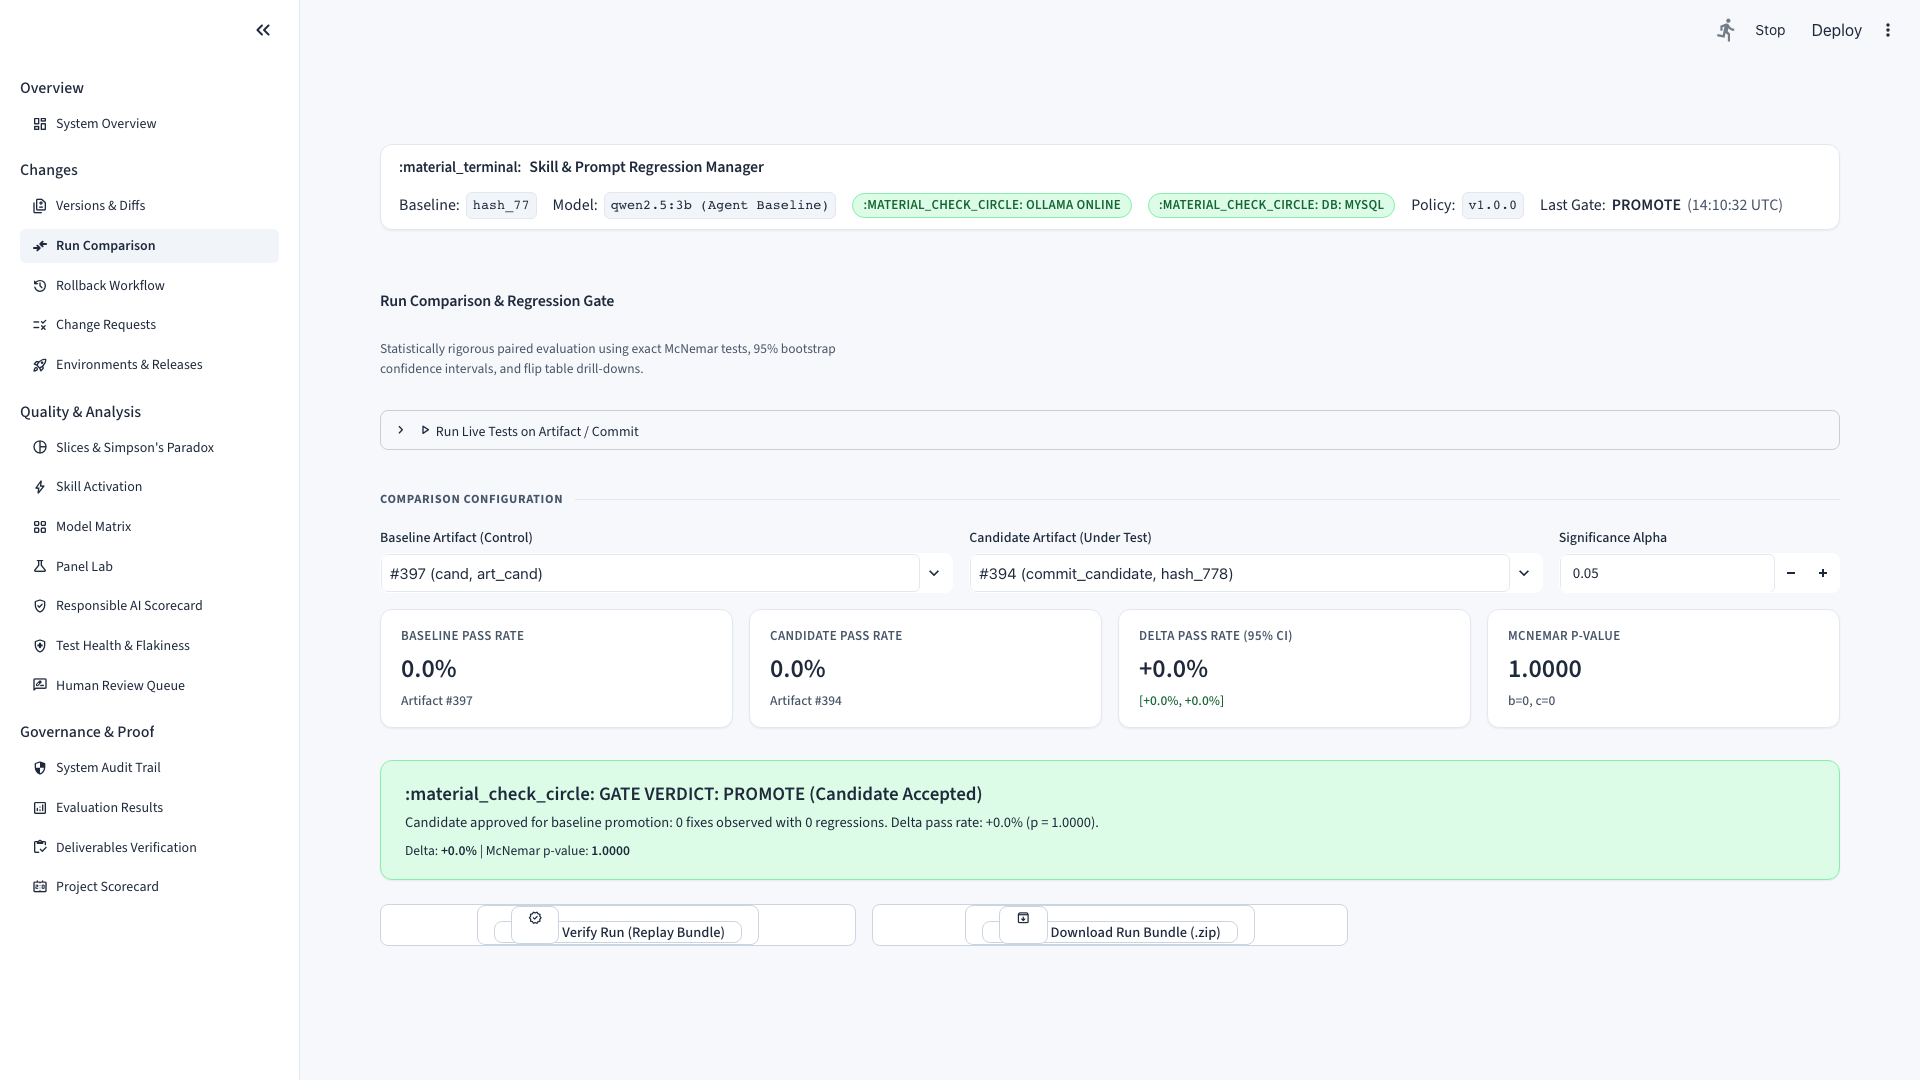 Stop
Deploy
Overview
System Overview
Changes
Versions & Diffs
Run Comparison
Rollback Workflow
Change Requests
Environments & Releases
Quality & Analysis
Slices & Simpson's Paradox
Skill Activation
Model Matrix
Panel Lab
Responsible AI Scorecard
Test Health & Flakiness
Human Review Queue
Governance & Proof
System Audit Trail
Evaluation Results
Deliverables Verification
Project Scorecard
:material_terminal: Skill & Prompt Regression Manager
Baseline: hash_77 Model: qwen2.5:3b (Agent Baseline) :MATERIAL_CHECK_CIRCLE: OLLAMA ONLINE :MATERIAL_CHECK_CIRCLE: DB: MYSQL Policy: v1.0.0 Last Gate: PROMOTE (14:10:32 UTC)
Run Comparison & Regression Gate
Statistically rigorous paired evaluation using exact McNemar tests, 95% bootstrap
confidence intervals, and flip table drill-downs.
Run Live Tests on Artifact / Commit
COMPARISON CONFIGURATION
Baseline Artifact (Control)
#397 (cand, art_cand)
Candidate Artifact (Under Test)
#394 (commit_candidate, hash_778)
Significance Alpha
0.05
BASELINE PASS RATE
0.0%
Artifact #397
CANDIDATE PASS RATE
0.0%
Artifact #394
DELTA PASS RATE (95% CI)
+0.0%
[+0.0%, +0.0%]
MCNEMAR P-VALUE
1.0000
b=0, c=0
:material_check_circle: GATE VERDICT: PROMOTE (Candidate Accepted)
Candidate approved for baseline promotion: 0 fixes observed with 0 regressions. Delta pass rate: +0.0% (p = 1.0000).
Delta: +0.0% | McNemar p-value: 1.0000
Verify Run (Replay Bundle)
Download Run Bundle (.zip)